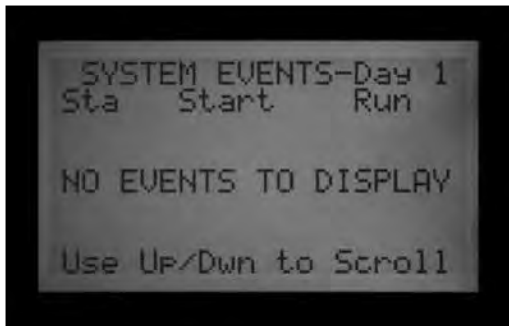 SYSTEM EVENTS-Day 1
Sta Start Run
NO EVENTS TO DISPLAY
Use Up/Dwn to Scroll